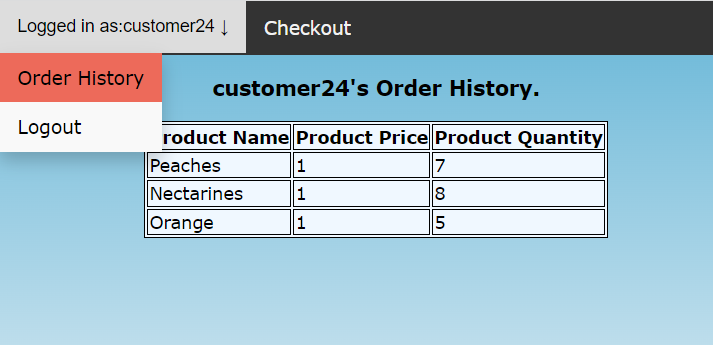 Logged in as:customer24 ↓ Checkout
Order History
Logout
customer24's Order History.
roduct Name Product Price Product Quantity
Peaches 1 7
Nectarines 1 8
Orange 1 5